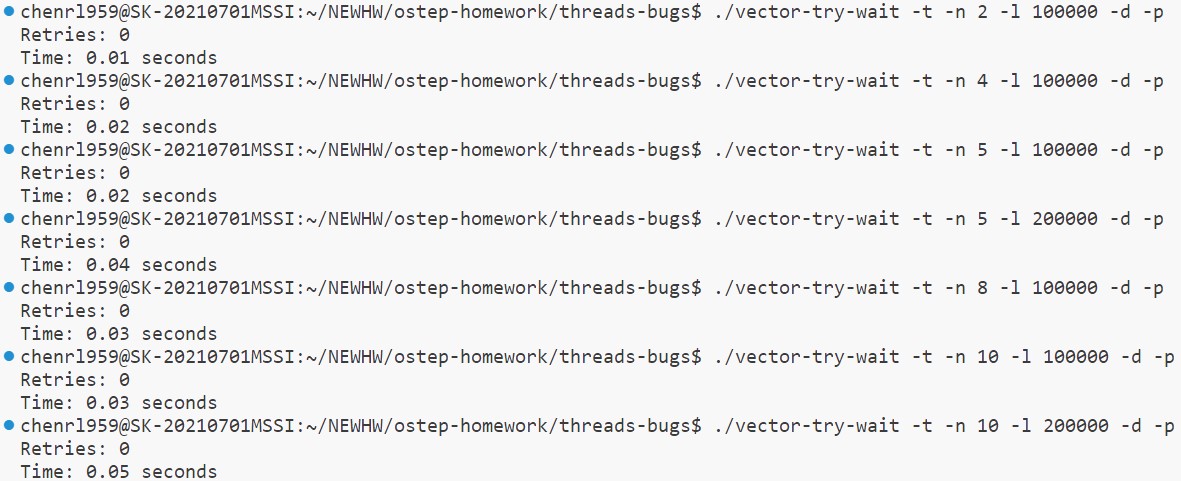 chenrl959@SK-20210701MSSI:~/NEWHW/ostep-homework/threads-bugs$ ./vector-try-wait -t -n 2 -l 100000 -d -p
Retries: 0
Time: 0.01 seconds
chenrl959@SK-20210701MSSI:~/NEWHW/ostep-homework/threads-bugs$ ./vector-try-wait -t -n 4 -l 100000 -d -p
Retries: 0
Time: 0.02 seconds
chenrl959@SK-20210701MSSI:~/NEWHW/ostep-homework/threads-bugs$ ./vector-try-wait -t -n 5 -l 100000 -d -p
Retries: 0
Time: 0.02 seconds
chenrl959@SK-20210701MSSI:~/NEWHW/ostep-homework/threads-bugs$ ./vector-try-wait -t -n 5 -l 200000 -d -p
Retries: 0
Time: 0.04 seconds
chenrl959@SK-20210701MSSI:~/NEWHW/ostep-homework/threads-bugs$ ./vector-try-wait -t -n 8 -l 100000 -d -p
Retries: 0
Time: 0.03 seconds
chenrl959@SK-20210701MSSI:~/NEWHW/ostep-homework/threads-bugs$ ./vector-try-wait -t -n 10 -l 100000 -d -p
Retries: 0
Time: 0.03 seconds
chenrl959@SK-20210701MSSI:~/NEWHW/ostep-homework/threads-bugs$ ./vector-try-wait -t -n 10 -l 200000 -d -p
Retries: 0
Time: 0.05 seconds